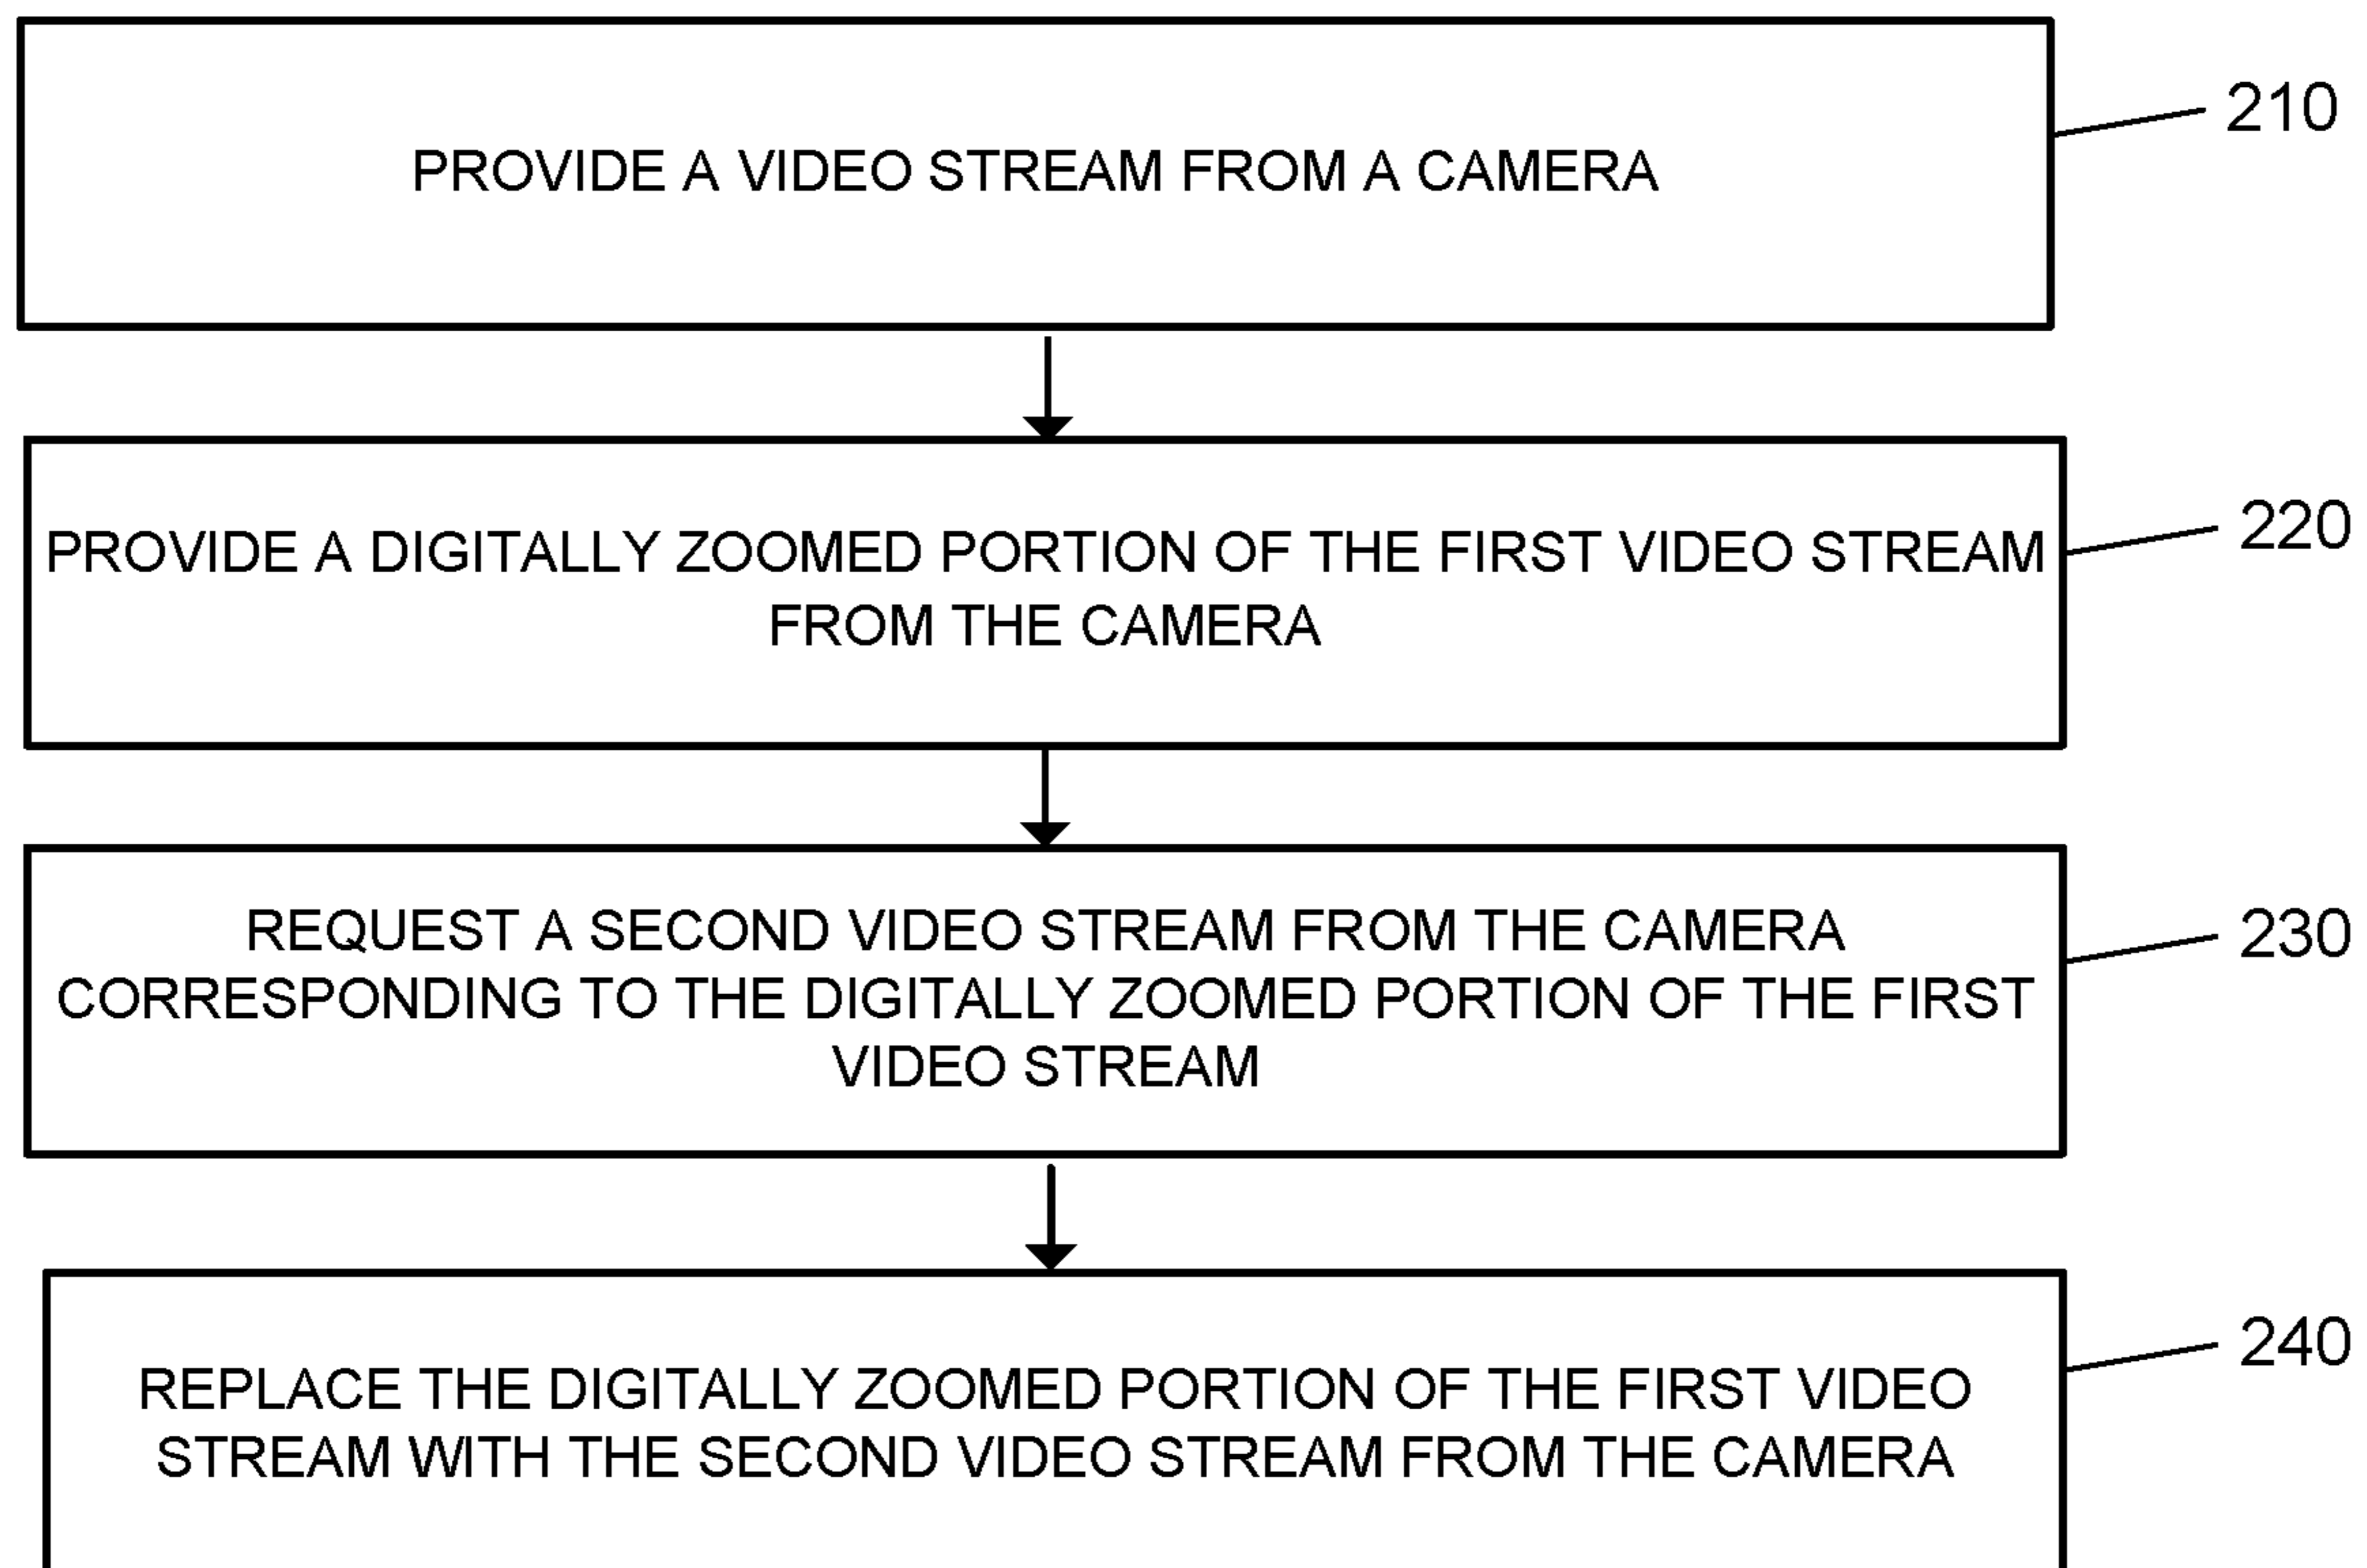 PROVIDE A VIDEO STREAM FROM A CAMERA
210
PROVIDE A DIGITALLY ZOOMED PORTION OF THE FIRST VIDEO STREAM
FROM THE CAMERA
220
REQUEST A SECOND VIDEO STREAM FROM THE CAMERA
CORRESPONDING TO THE DIGITALLY ZOOMED PORTION OF THE FIRST
VIDEO STREAM
230
REPLACE THE DIGITALLY ZOOMED PORTION OF THE FIRST VIDEO
STREAM WITH THE SECOND VIDEO STREAM FROM THE CAMERA
240